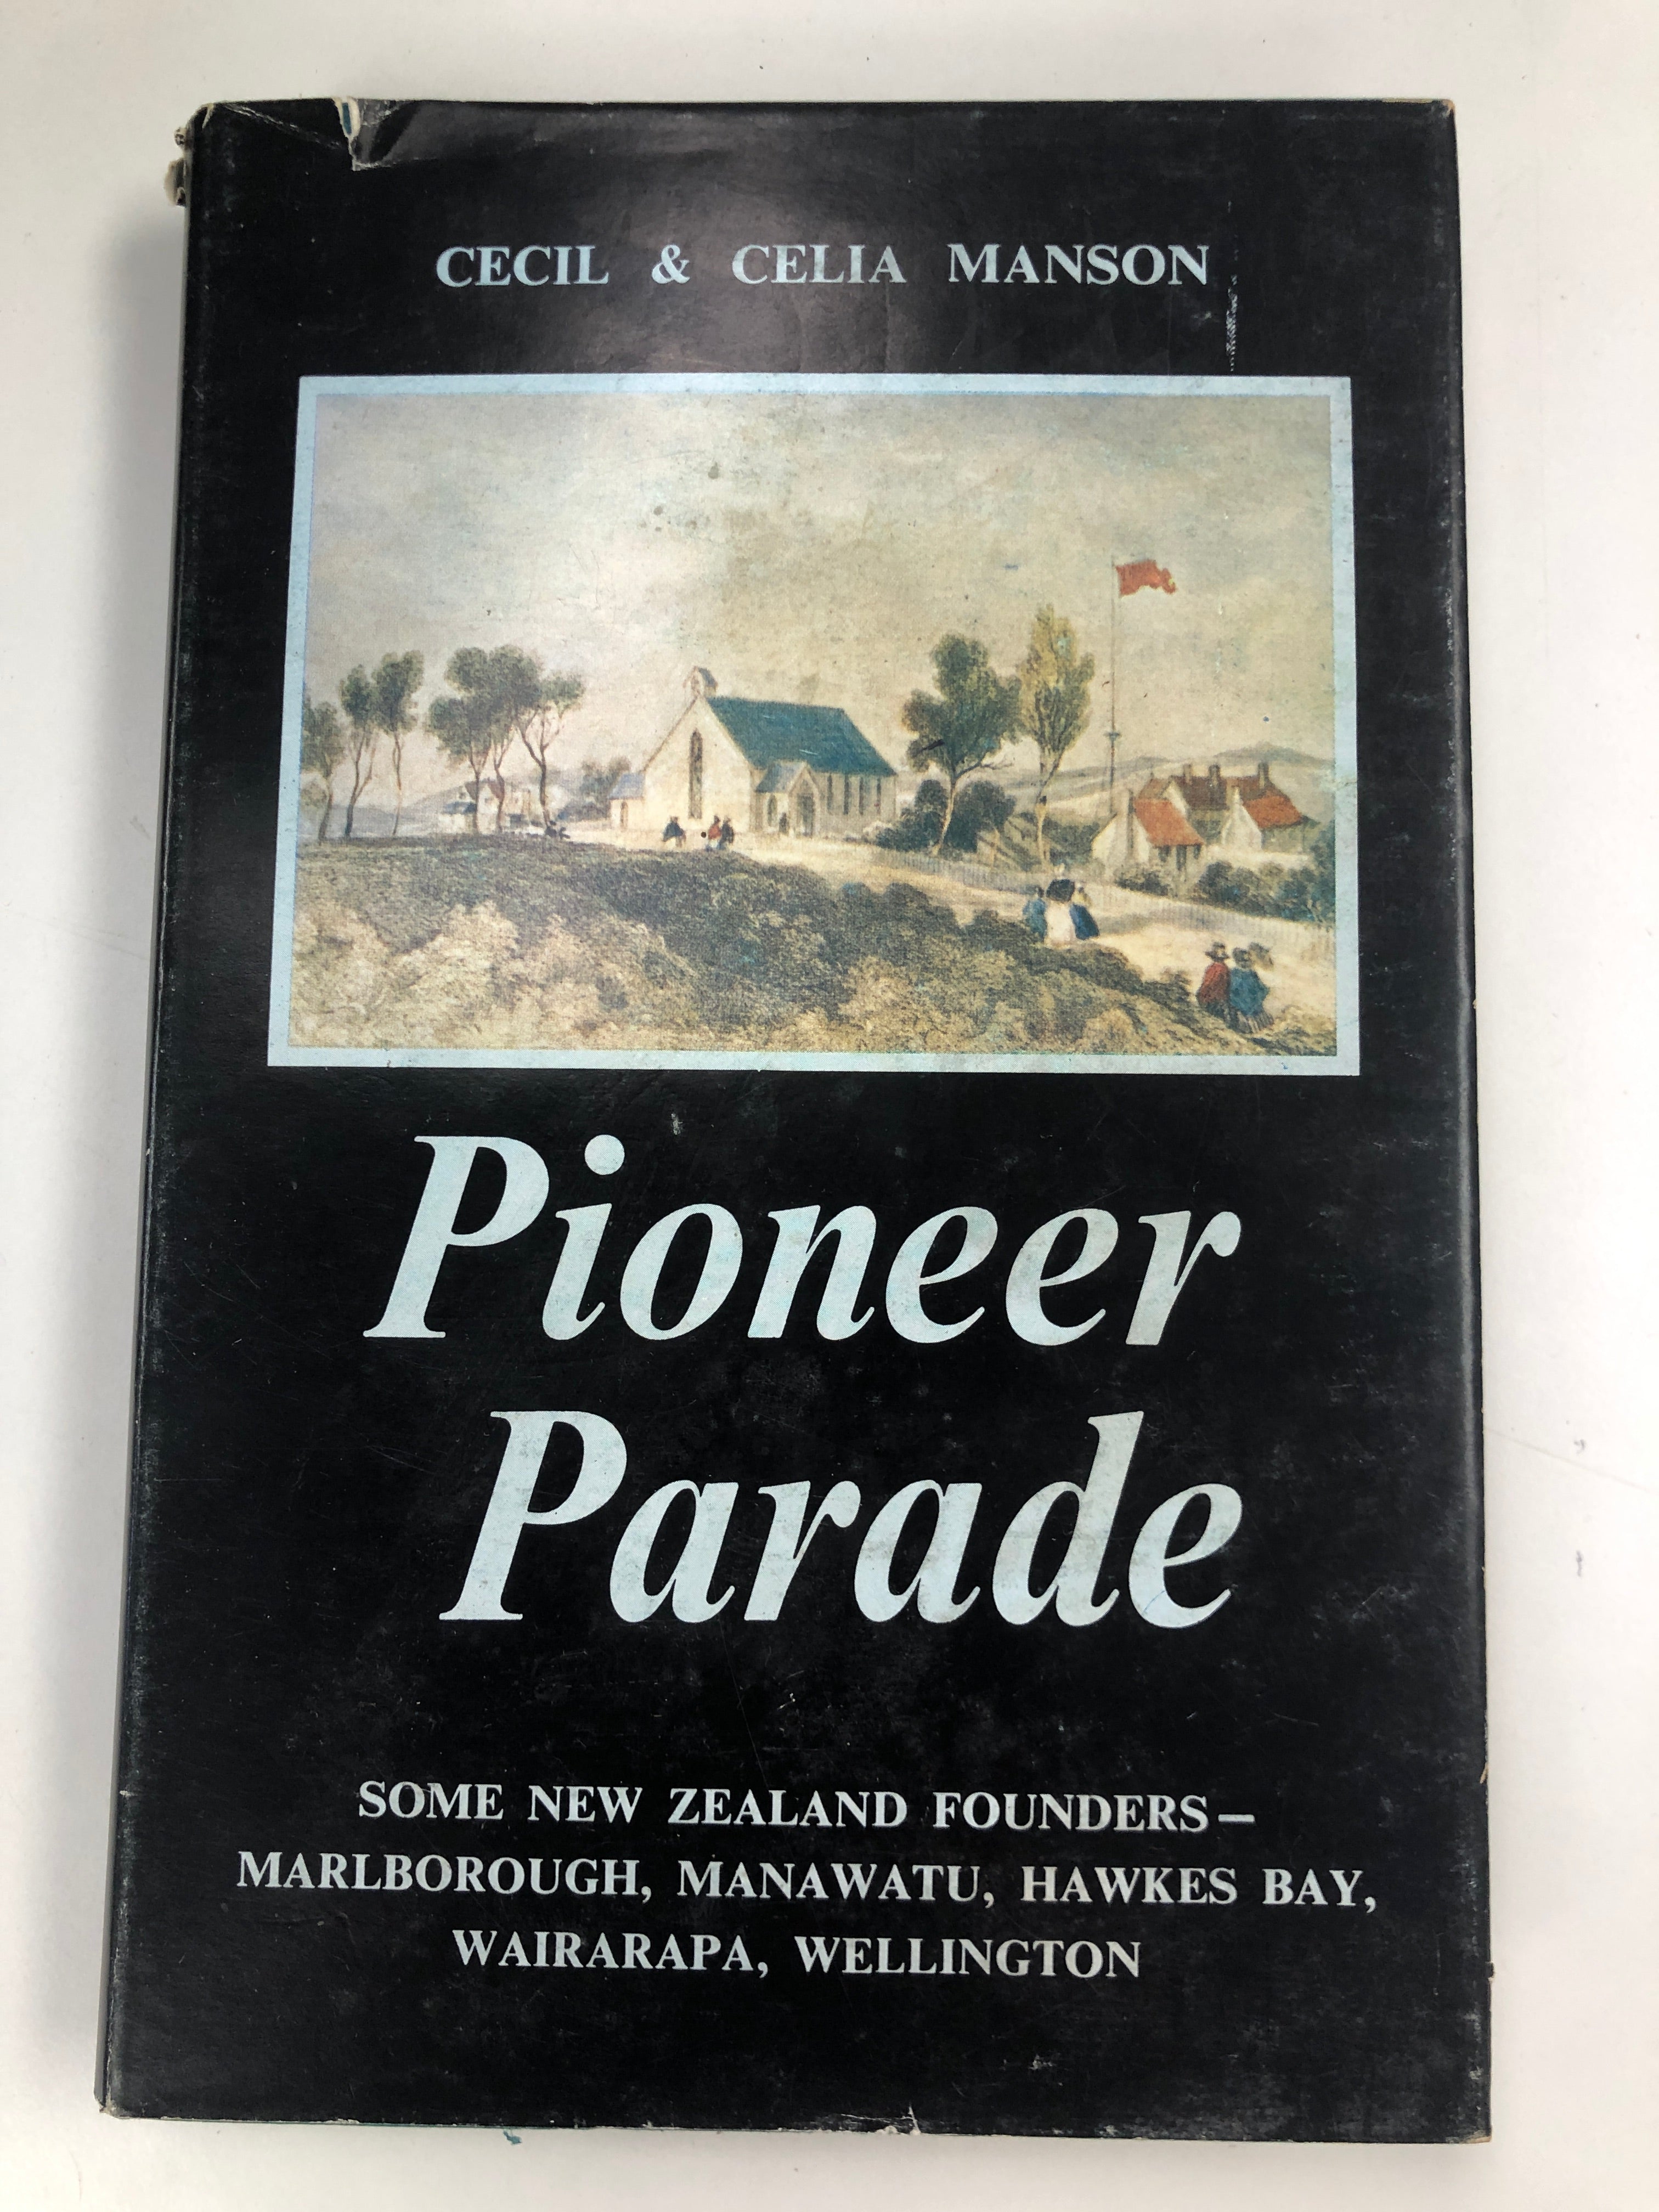 CECIL & CELIA MANSON
Pioneer
Parade
SOME NEW ZEALAND FOUNDERS—
MARLBOROUGH, MANAWATU, HAWKES BAY,
WAIRARAPA, WELLINGTON